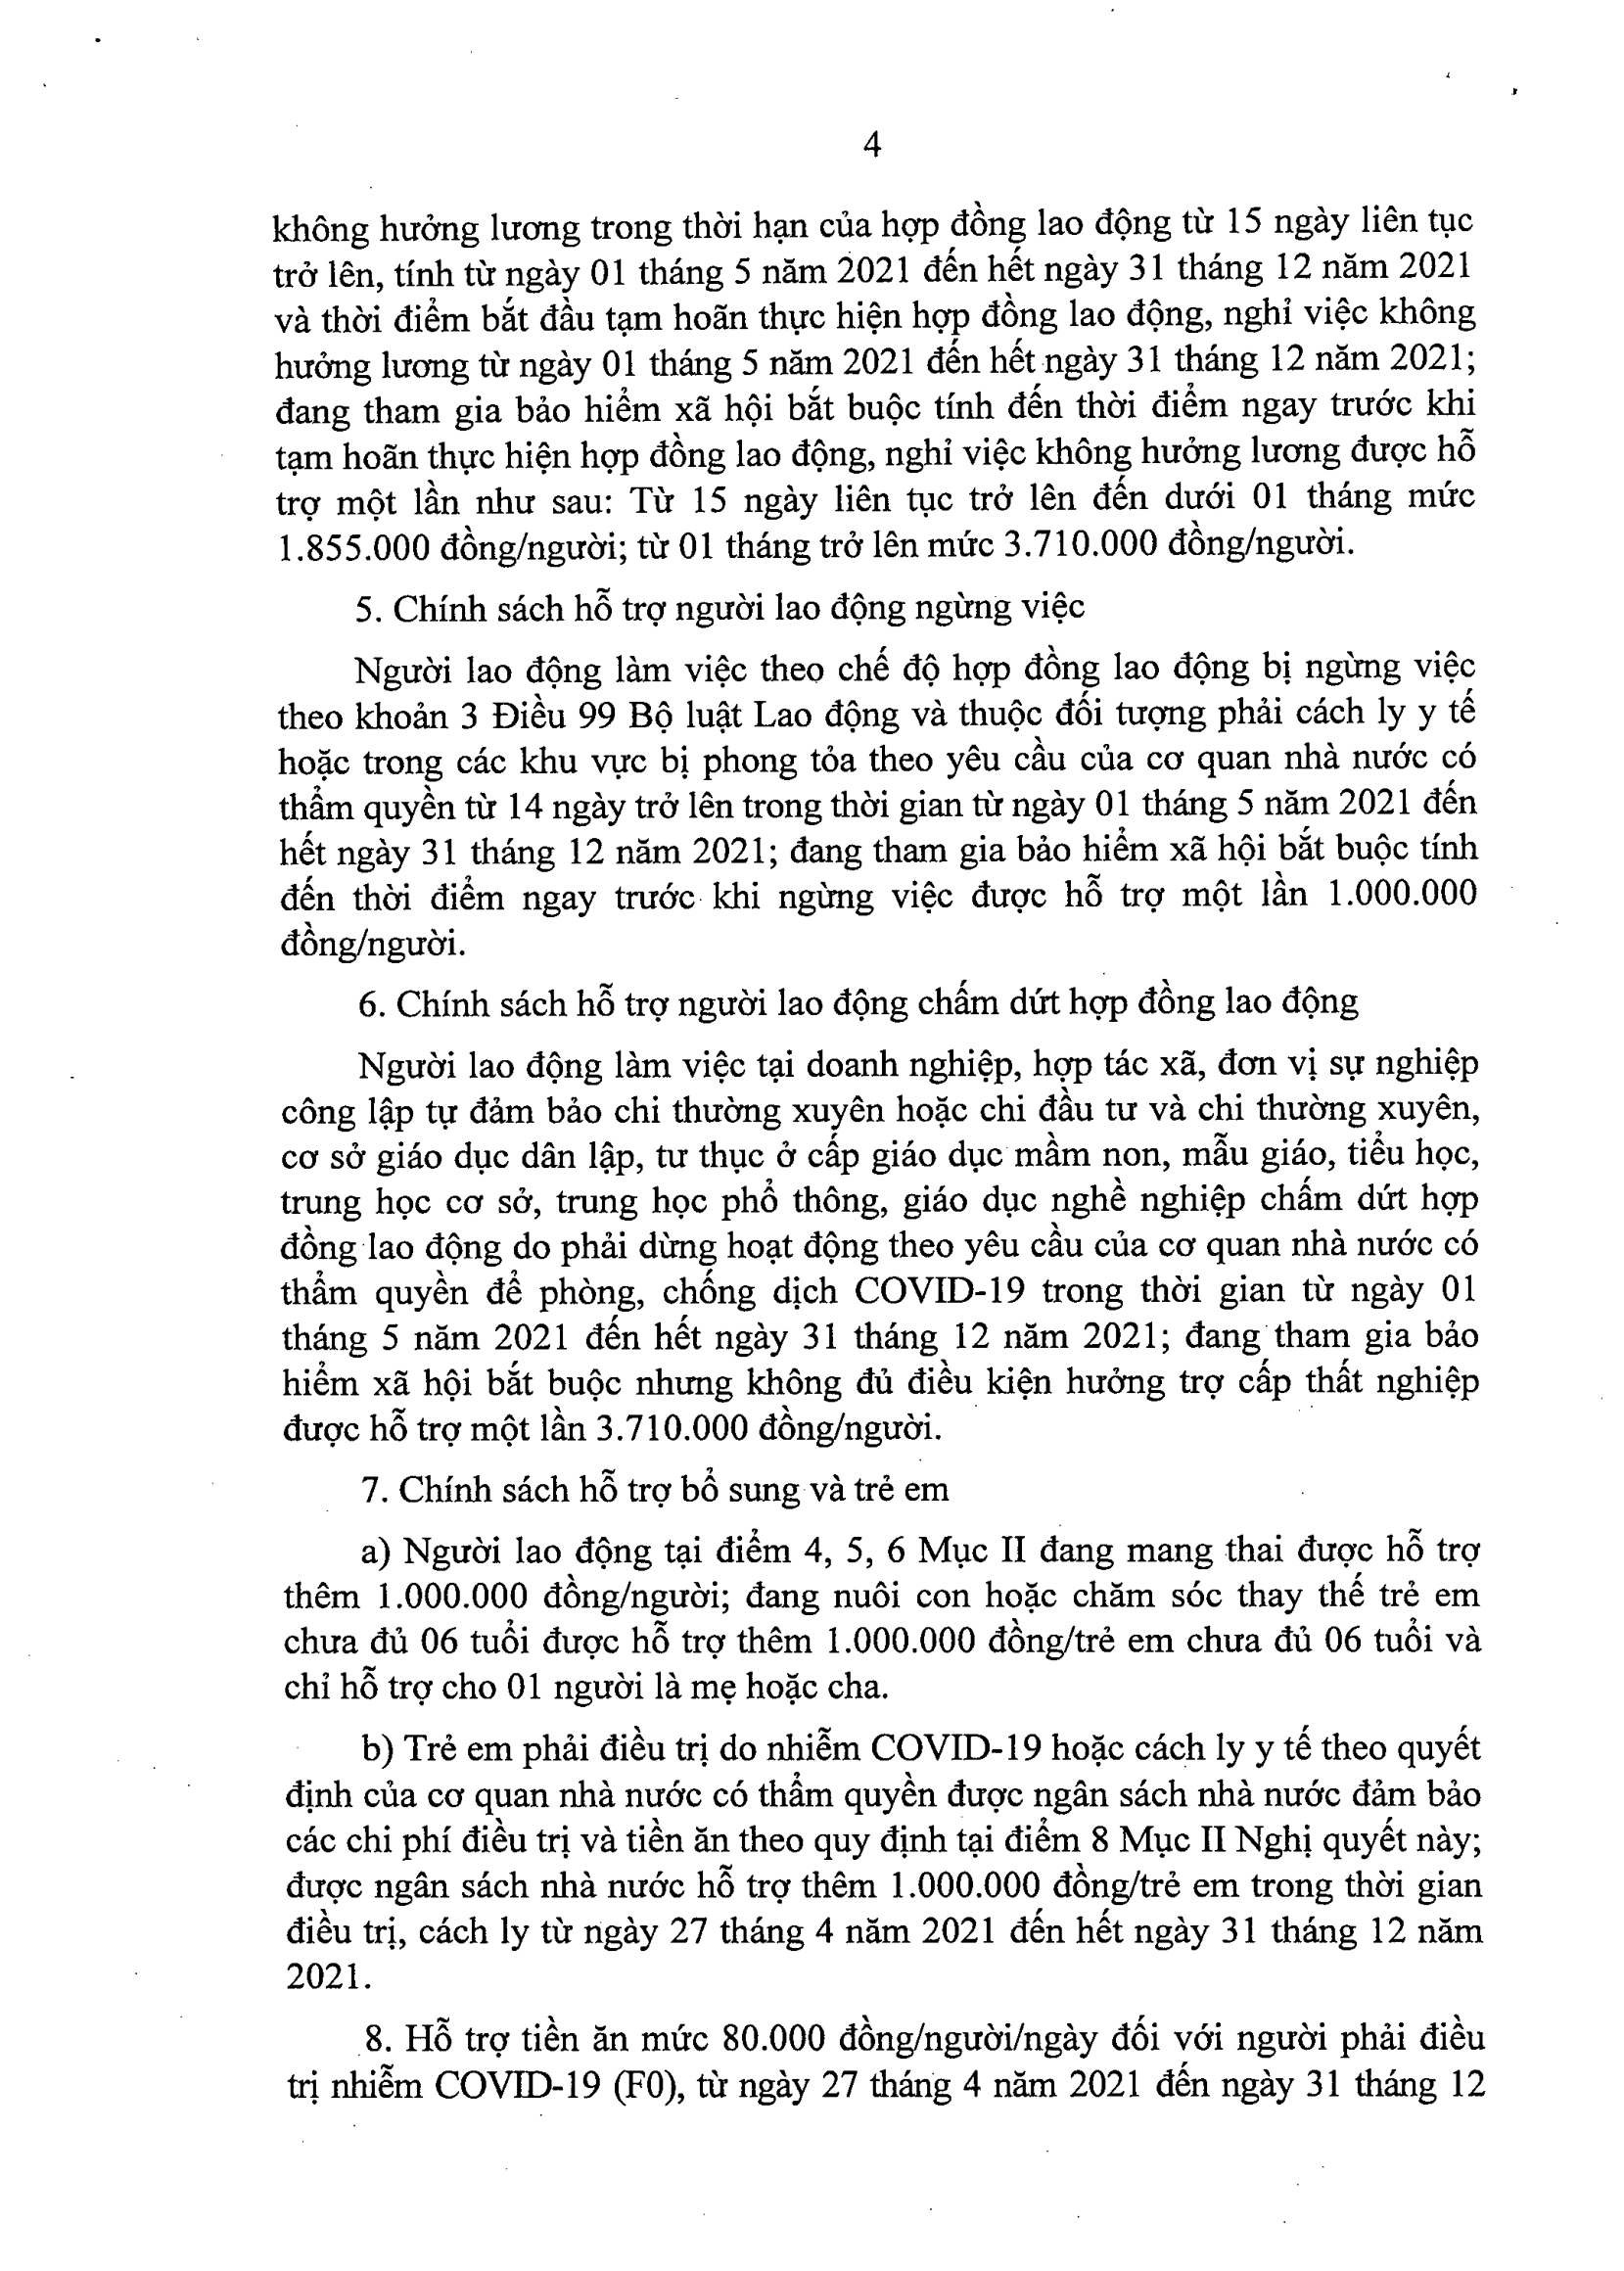 4
không hưởng lương trong thời hạn của hợp đồng lao động từ 15 ngày liên tục
trở lên, tính từ ngày 01 tháng 5 năm 2021 đến hết ngày 31 tháng 12 năm 2021
và thời điểm bắt đầu tạm hoãn thực hiện hợp đồng lao động, nghỉ việc không
hưởng lương từ ngày 01 tháng 5 năm 2021 đến hết ngày 31 tháng 12 năm 2021;
đang tham gia bảo hiểm xã hội bắt buộc tính đến thời điểm ngay trước khi
tạm hoãn thực hiện hợp đồng lao động, nghỉ việc không hưởng lương được hỗ
trợ một lần như sau: Từ 15 ngày liên tục trở lên đến dưới 01 tháng mức
1.855.000 đồng/người; từ 01 tháng trở lên mức 3.710.000 đồng/người.
5. Chính sách hỗ trợ người lao động ngừng việc
Người lao động làm việc theo chế độ hợp đồng lao động bị ngừng việc
theo khoản 3 Điều 99 Bộ luật Lao động và thuộc đối tượng phải cách ly y tế
hoặc trong các khu vực bị phong tỏa theo yêu cầu của cơ quan nhà nước có
thẩm quyền từ 14 ngày trở lên trong thời gian từ ngày 01 tháng 5 năm 2021 đến
hết ngày 31 tháng 12 năm 2021; đang tham gia bảo hiểm xã hội bắt buộc tính
đến thời điểm ngay trước khi ngừng việc được hỗ trợ một lần 1.000.000
đồng/người.
6. Chính sách hỗ trợ người lao động chấm dứt hợp đồng lao động
Người lao động làm việc tại doanh nghiệp, hợp tác xã, đơn vị sự nghiệp
công lập tự đảm bảo chi thường xuyên hoặc chi đầu tư và chi thường xuyên,
cơ sở giáo dục dân lập, tư thục ở cấp giáo dục mầm non, mẫu giáo, tiểu học,
trung học cơ sở, trung học phổ thông, giáo dục nghề nghiệp chấm dứt hợp
đồng lao động do phải dừng hoạt động theo yêu cầu của cơ quan nhà nước có
thẩm quyền để phòng, chống dịch COVID-19 trong thời gian từ ngày 01
tháng 5 năm 2021 đến hết ngày 31 tháng 12 năm 2021; đang tham gia bảo
hiểm xã hội bắt buộc nhưng không đủ điều kiện hưởng trợ cấp thất nghiệp
được hỗ trợ một lần 3.710.000 đồng/người.
7. Chính sách hỗ trợ bổ sung và trẻ em
a) Người lao động tại điểm 4, 5, 6 Mục II đang mang thai được hỗ trợ
thêm 1.000.000 đồng/người; đang nuôi con hoặc chăm sóc thay thế trẻ em
chưa đủ 06 tuổi được hỗ trợ thêm 1.000.000 đồng/trẻ em chưa đủ 06 tuổi và
chỉ hỗ trợ cho 01 người là mẹ hoặc cha.
b) Trẻ em phải điều trị do nhiễm COVID-19 hoặc cách ly y tế theo quyết
định của cơ quan nhà nước có thẩm quyền được ngân sách nhà nước đảm bảo
các chi phí điều trị và tiền ăn theo quy định tại điểm 8 Mục II Nghị quyết này;
được ngân sách nhà nước hỗ trợ thêm 1.000.000 đồng/trẻ em trong thời gian
điều trị, cách ly từ ngày 27 tháng 4 năm 2021 đến hết ngày 31 tháng 12 năm
2021.
8. Hỗ trợ tiền ăn mức 80.000 đồng/người/ngày đối với người phải điều
trị nhiễm COVID-19 (F0), từ ngày 27 tháng 4 năm 2021 đến ngày 31 tháng 12